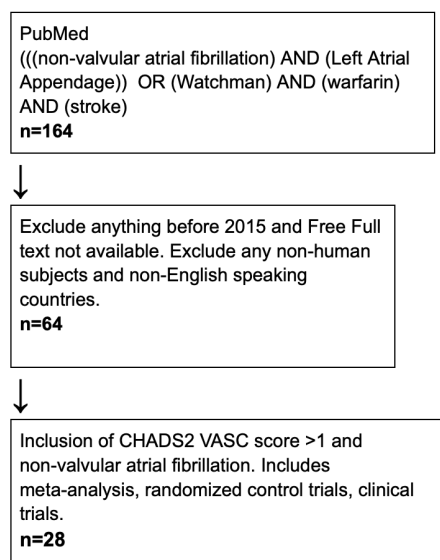 PubMed
(((non-valvular atrial fibrillation) AND (Left Atrial
Appendage))  OR (Watchman) AND (warfarin)
AND (stroke)
n=164
Exclude anything before 2015 and Free Full
text not available. Exclude any non-human
subjects and non-English speaking
countries.
n=64
Inclusion of CHADS2 VASC score >1 and
non-valvular atrial fibrillation. Includes
meta-analysis, randomized control trials, clinical
trials.
n=28